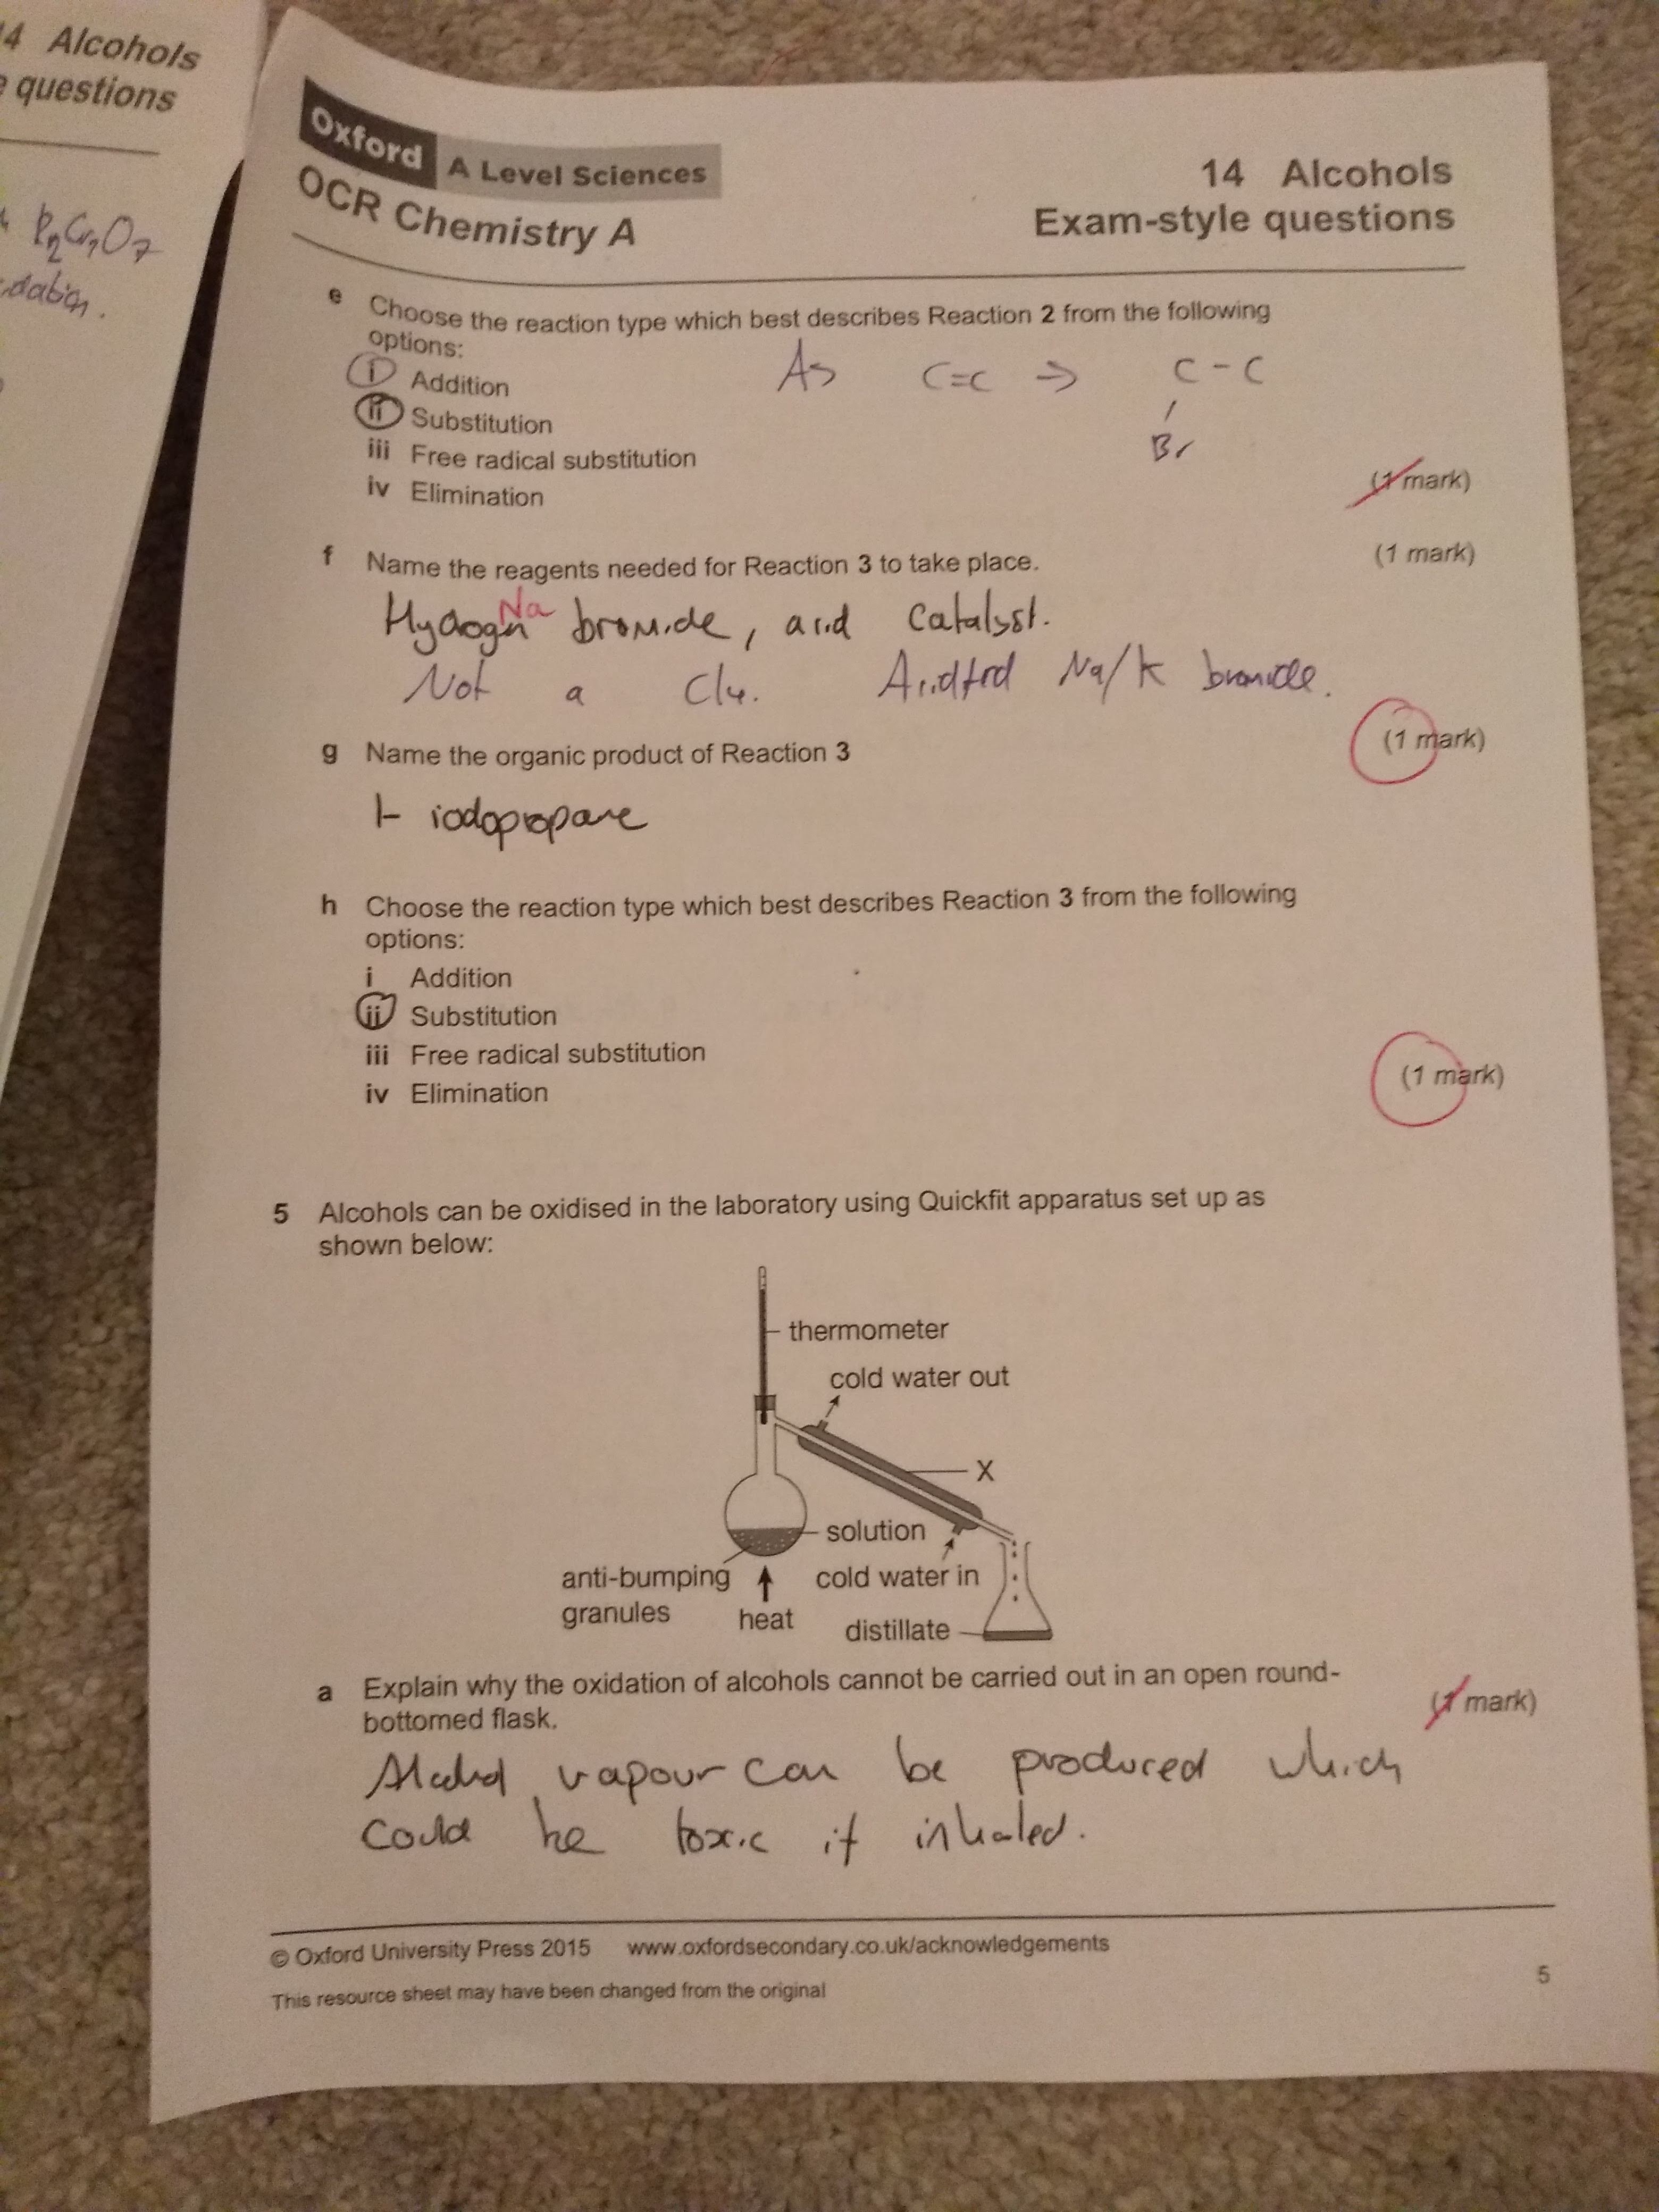 14 Alcohols
questions
K2Cr2O7
Oxford A Level Sciences
OCR Chemistry A
14 Alcohols
Exam-style questions
e Choose the reaction type which best describes Reaction 2 from the following
options:
As C=C → C - C
Br
i Addition
ii Substitution
iii Free radical substitution
iv Elimination
(1 mark)
f Name the reagents needed for Reaction 3 to take place.
(1 mark)
Na
Hydrogen bromide, acid catalyst.
Not a Na/K bromide.
g Name the organic product of Reaction 3
(1 mark)
1- iodopropane
h Choose the reaction type which best describes Reaction 3 from the following
options:
i Addition
ii Substitution
iii Free radical substitution
iv Elimination
(1 mark)
5 Alcohols can be oxidised in the laboratory using Quickfit apparatus set up as
shown below:
thermometer
cold water out
X
solution
anti-bumping
granules
heat
cold water in
distillate
a Explain why the oxidation of alcohols cannot be carried out in an open round-
bottomed flask.
(1 mark)
Alcohol vapour can be produced which
could be toxic if inhaled.
© Oxford University Press 2015 www.oxfordsecondary.co.uk/acknowledgements
This resource sheet may have been changed from the original
5